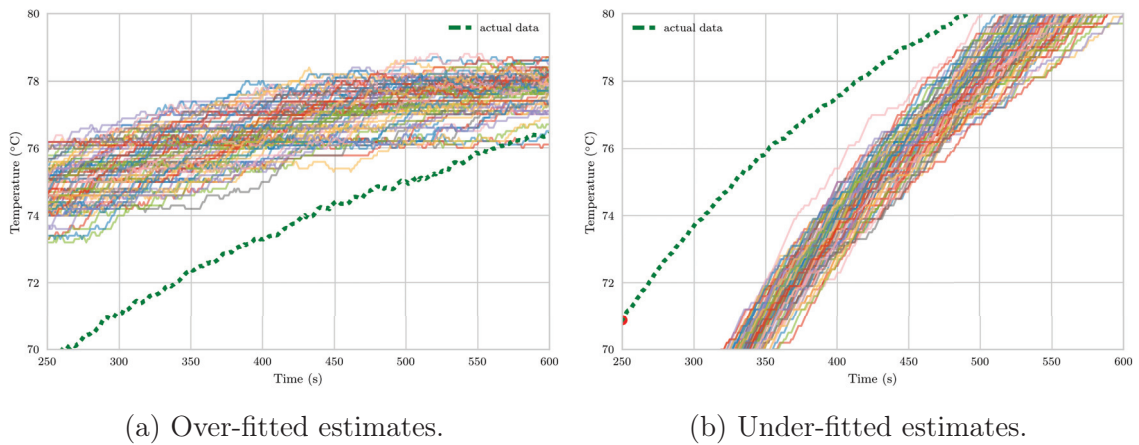 actual data
80
78
76
74
72
70
Temperature (°C)
250 300 350 400 450 500 550 600
Time (s)
(a) Over-fitted estimates.
actual data
80
78
76
74
72
70
Temperature (°C)
250 300 350 400 450 500 550 600
Time (s)
(b) Under-fitted estimates.